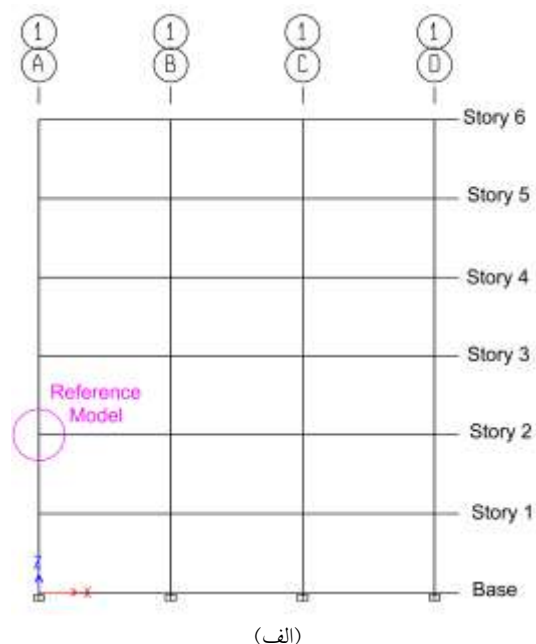 1 1 1 1
A B C D
Story 6
Story 5
Story 4
Story 3
Reference
Model
Story 2
Story 1
Z
X
Base
(الف)